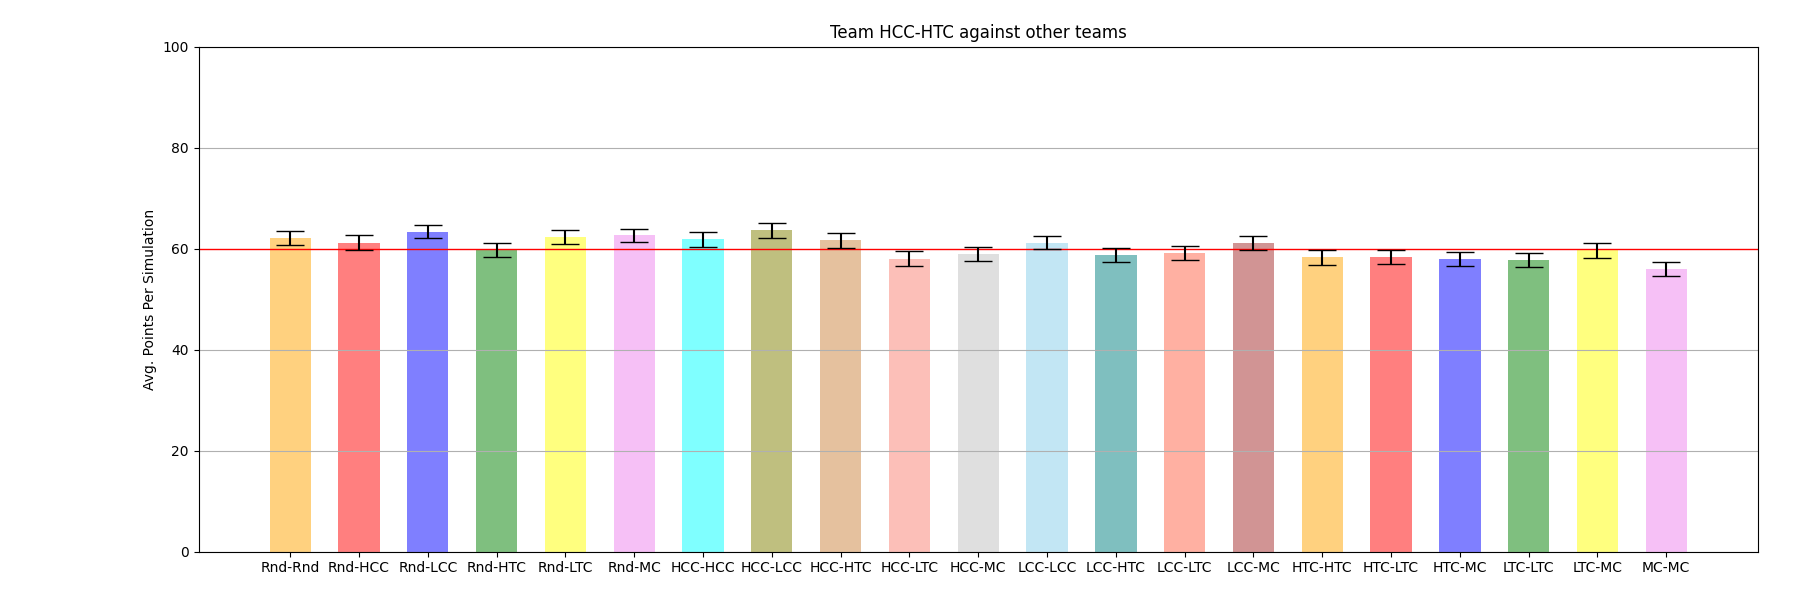 Team HCC-HTC against other teams
Avg. Points Per Simulation
100
80
60
40
20
0
Rnd-Rnd Rnd-HCC Rnd-LCC Rnd-HTC Rnd-LTC Rnd-MC HCC-HCC HCC-LCC HCC-HTC HCC-LTC HCC-MC LCC-LCC LCC-HTC LCC-LTC LCC-MC HTC-HTC HTC-LTC HTC-MC LTC-LTC LTC-MC MC-MC